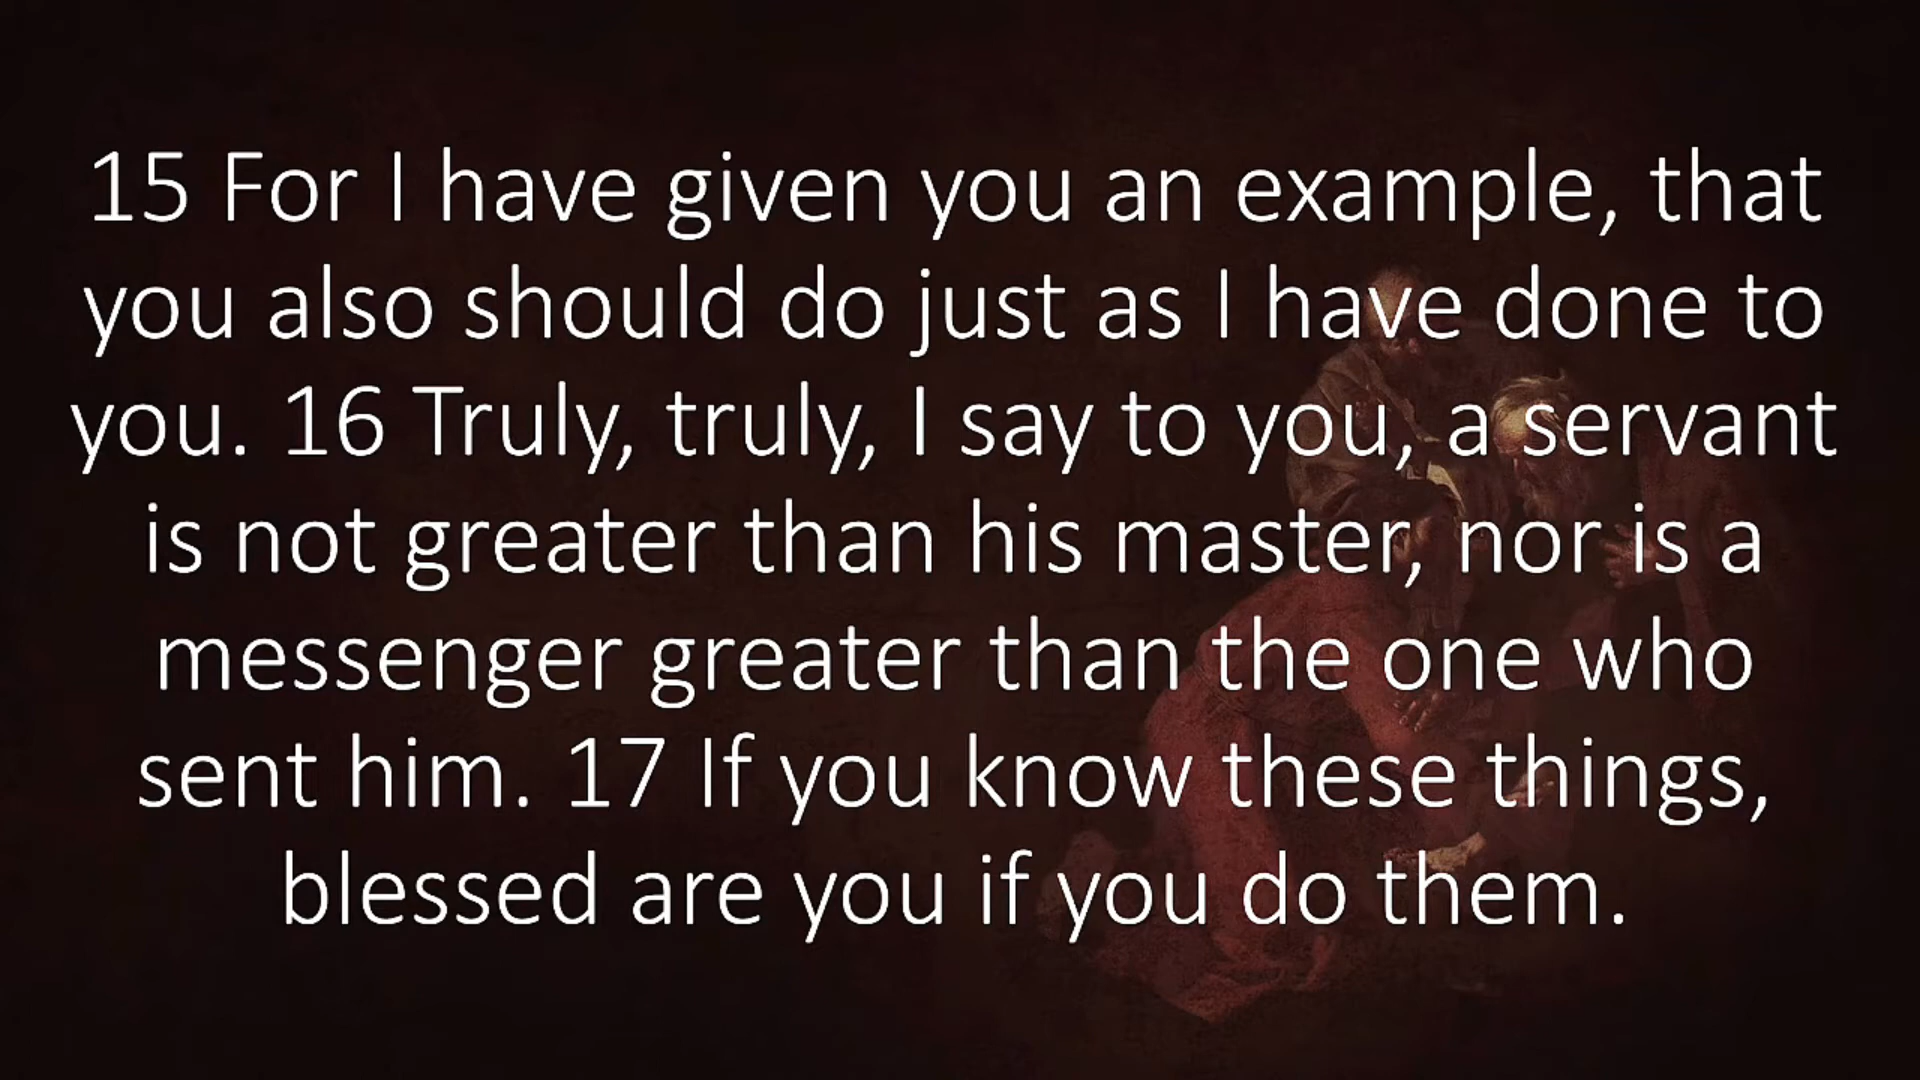 15 For I have given you an example, that
you also should do just as I have done to
you. 16 Truly, truly, I say to you, a servant
is not greater than his master, nor is a
messenger greater than the one who
sent him. 17 If you know these things,
blessed are you if you do them.